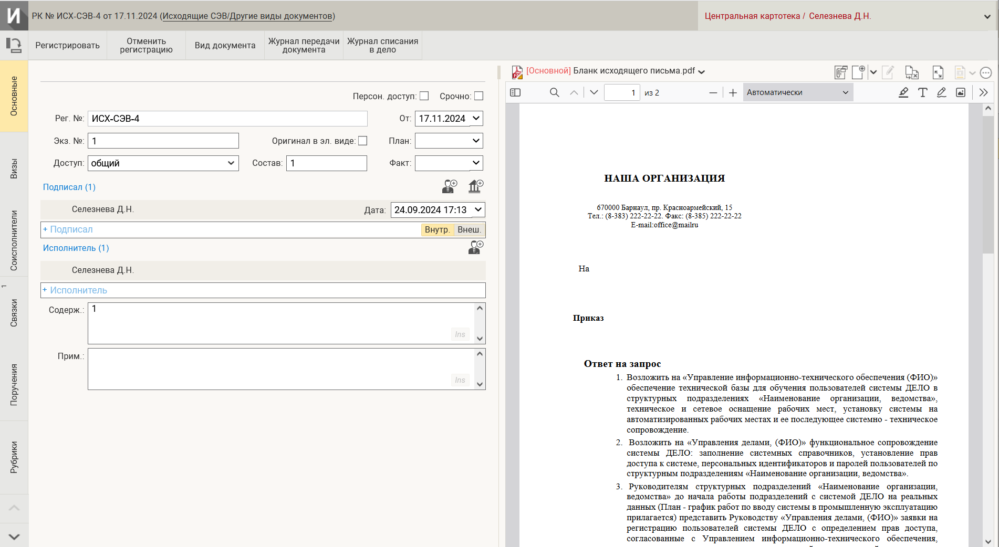 И
РК № ИСХ-СЭВ-4 от 17.11.2024 (Исходящие СЭВ/Другие виды документов)
Центральная картотека / Селезнева Д.Н.
Регистрировать
Отменить
регистрацию
Вид документа
Журнал передачи
документа
Журнал списания
в дело
Основные
Визы
Соисполнители
1
Связки
Поручения
Рубрики
Персон. доступ:
Срочно:
Рег. №: ИСХ-СЭВ-4
От: 17.11.2024
Экз. №: 1
Оригинал в эл. виде:
План:
Доступ: общий
Состав: 1
Факт:
Подписал (1)
Селезнева Д.Н.
Дата: 24.09.2024 17:13
+ Подписал
Внутр. Внеш.
Исполнитель (1)
Селезнева Д.Н.
+ Исполнитель
Содерж.: 1
Ins
Прим.:
Ins
[Основной] Бланк исходящего письма.pdf
1 из 2
Автоматически
НАША ОРГАНИЗАЦИЯ
670000 Барнаул, пр. Красноармейский, 15
Тел.: (8-383) 222-22-22. Факс: (8-385) 222-22-22
E-mail:office@mailru
На
Приказ
Ответ на запрос
1. Возложить на «Управление информационно-технического обеспечения (ФИО)»
обеспечение технической базы для обучения пользователей системы ДЕЛО в
структурных подразделениях «Наименование организации, ведомства»,
техническое и сетевое оснащение рабочих мест, установку системы на
автоматизированных рабочих местах и ее последующее системно - техническое
сопровождение.
2. Возложить на «Управления делами, (ФИО)» функциональное сопровождение
системы ДЕЛО: заполнение системных справочников, установление прав
доступа к системе, персональных идентификаторов и паролей пользователей по
структурным подразделениям «Наименование организации, ведомства».
3. Руководителям структурных подразделений «Наименование организации,
ведомства» до начала работы подразделений с системой ДЕЛО на реальных
данных (План - график работ по вводу системы в промышленную эксплуатацию
прилагается) представить Руководству «Управления делами, (ФИО)» заявки на
регистрацию пользователей системы ДЕЛО с определением прав доступа,
согласованные с Управлением информационно-технического обеспечения,